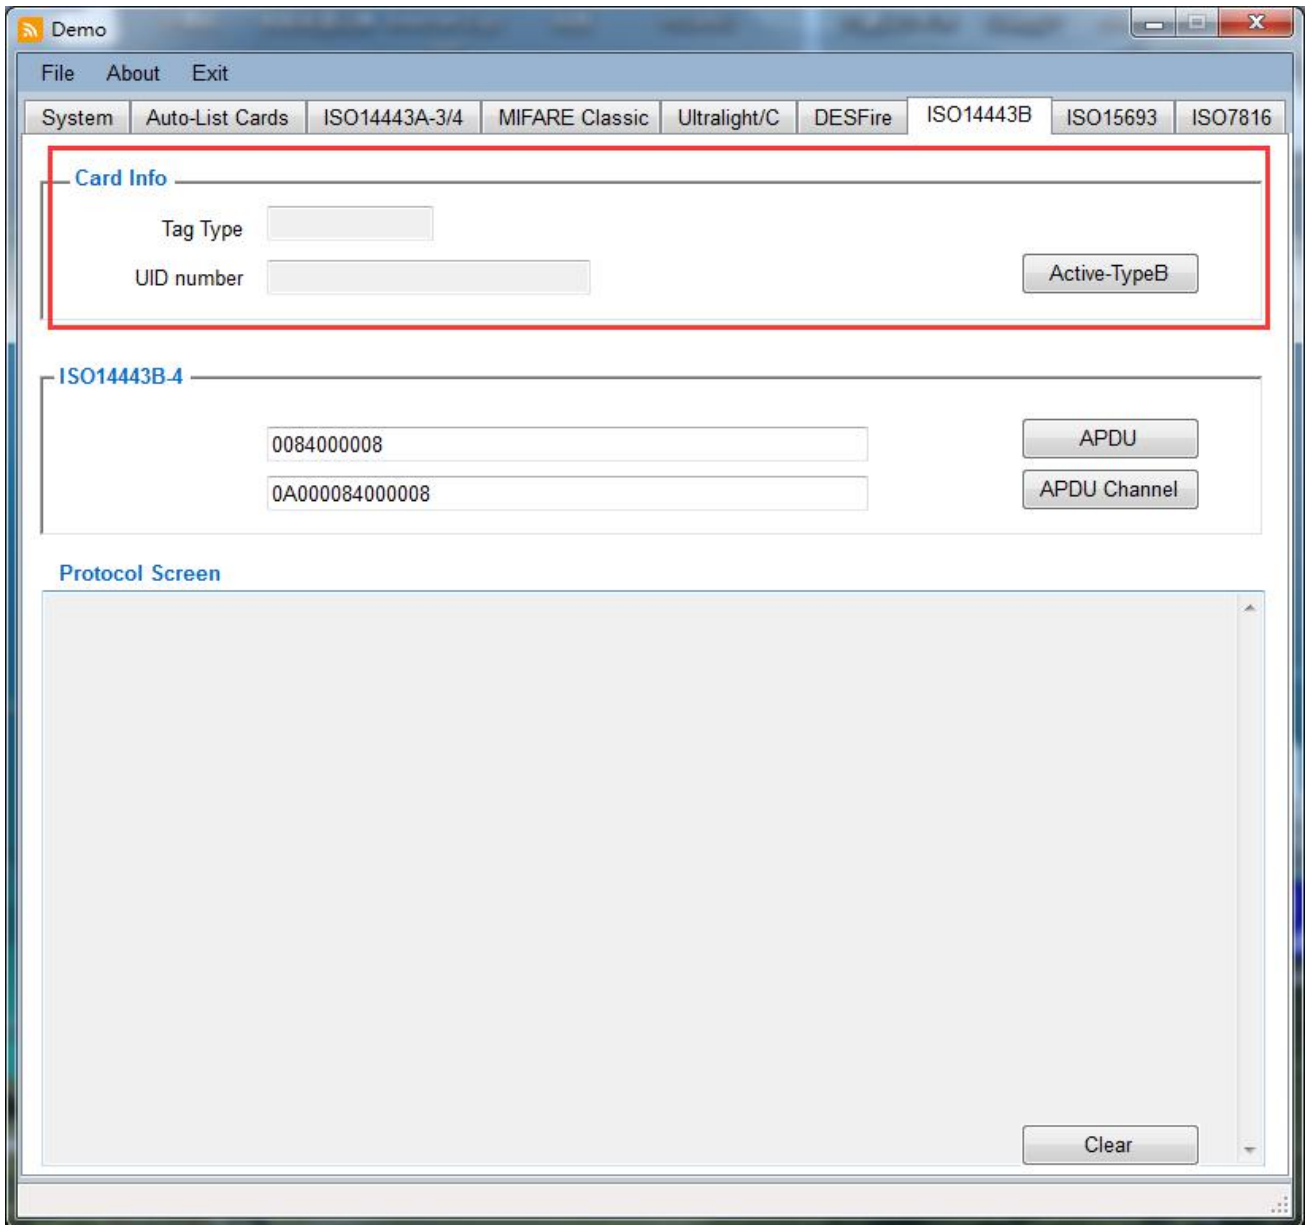 Demo
File About Exit
System Auto-List Cards ISO14443A-3/4 MIFARE Classic Ultralight/C DESFire ISO14443B ISO15693 ISO7816
Card Info
Tag Type
UID number Active-TypeB
ISO14443B-4
0084000008 APDU
0A000084000008 APDU Channel
Protocol Screen
Clear